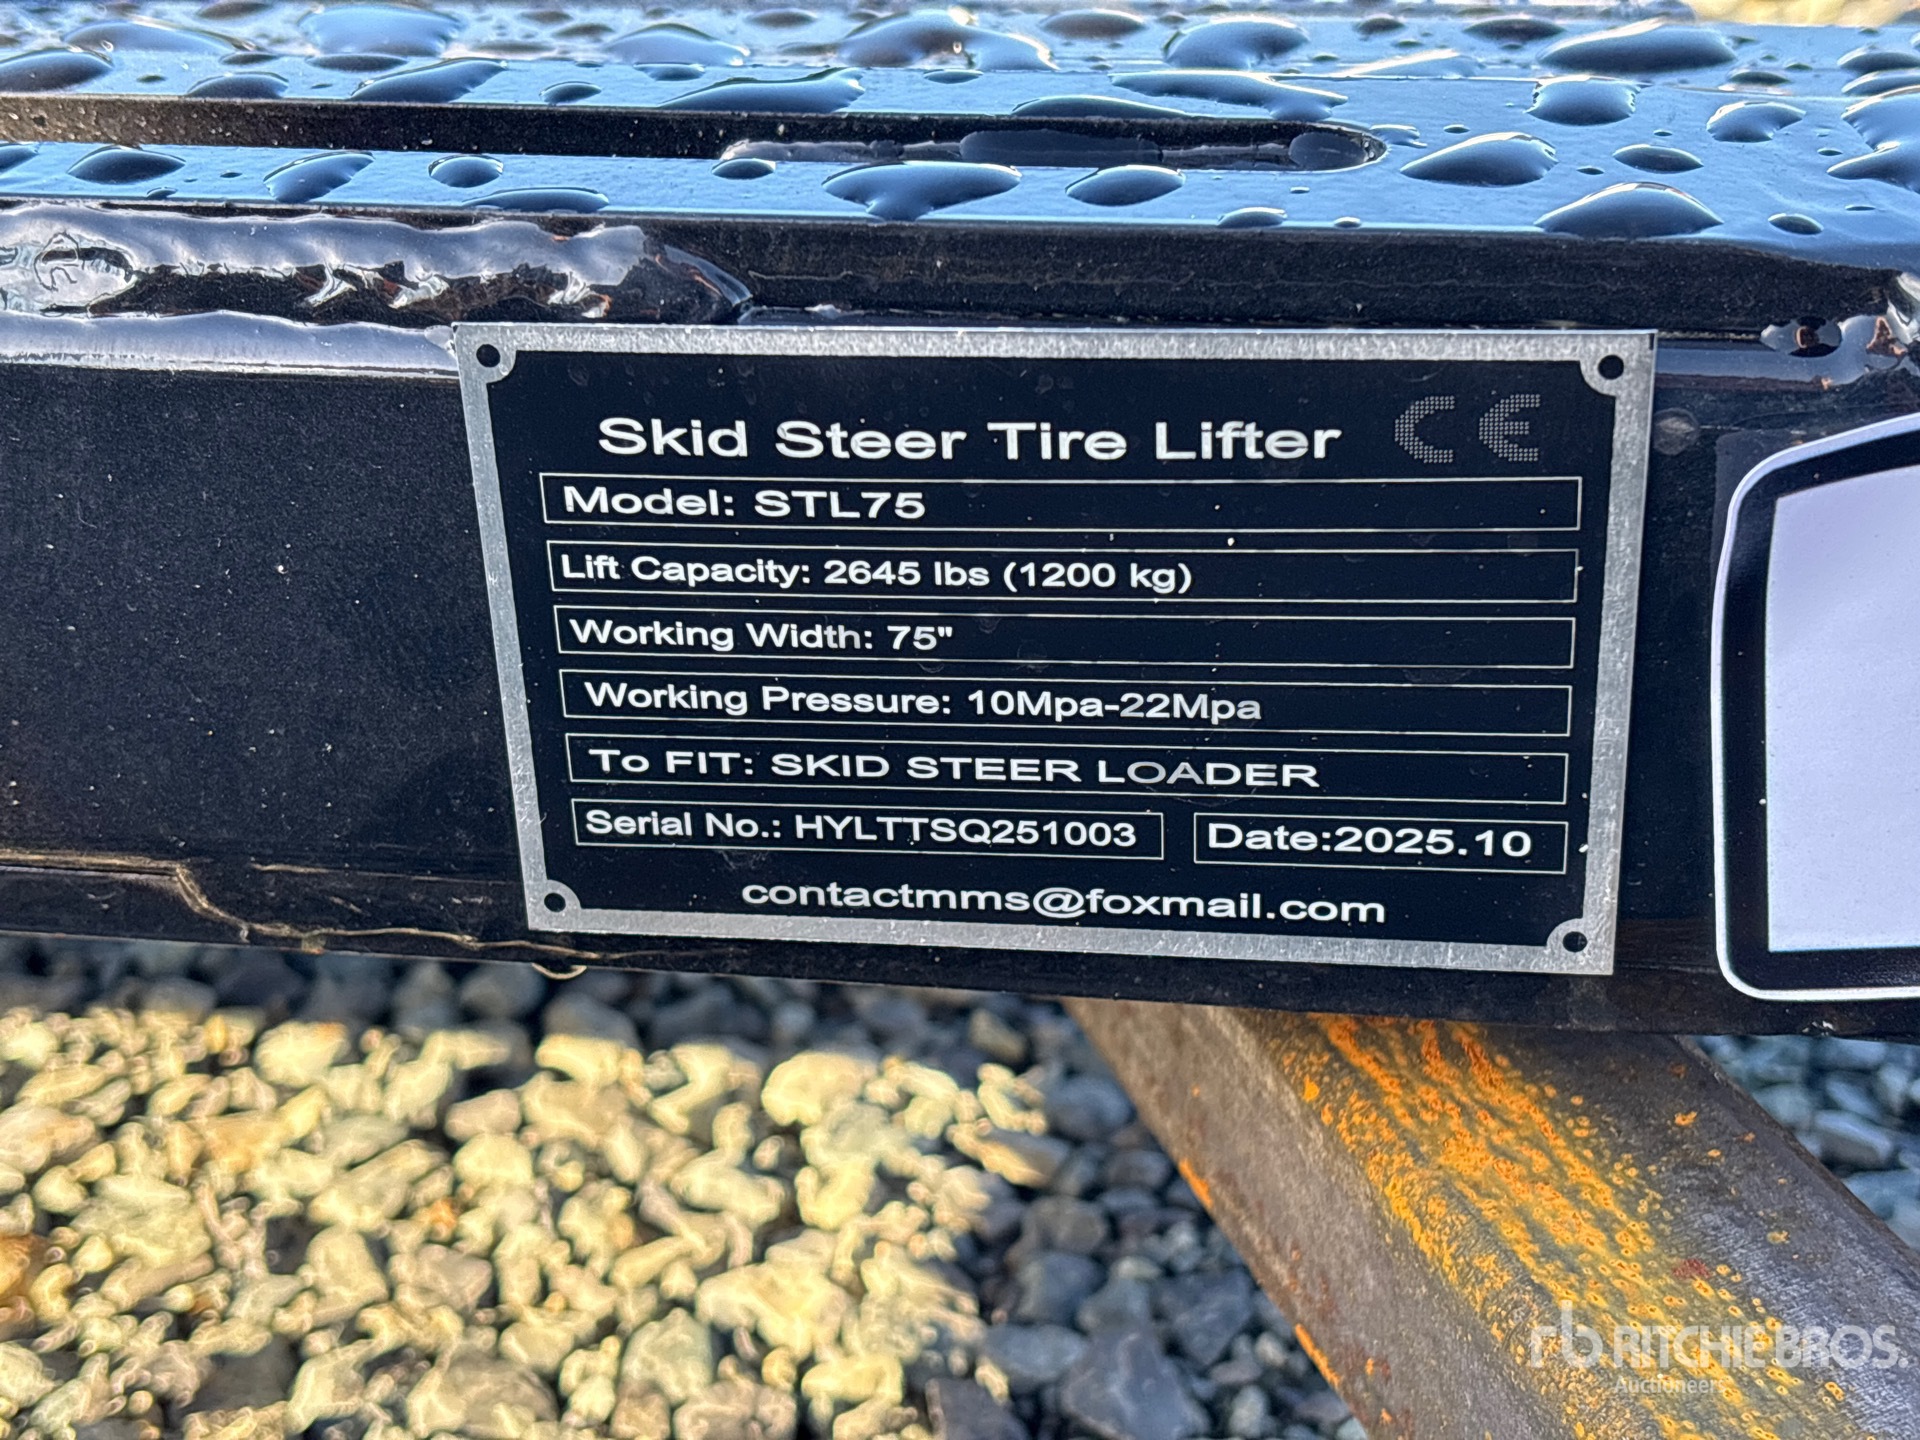 Skid Steer Tire Lifter CE
Model: STL75
Lift Capacity: 2645 lbs (1200 kg)
Working Width: 75"
Working Pressure: 10Mpa-22Mpa
To FIT: SKID STEER LOADER
Serial No.: HYLTTSQ251003 Date:2025.10
contactmms@foxmail.com
rb RITCHIE BROS.
Auctioneers